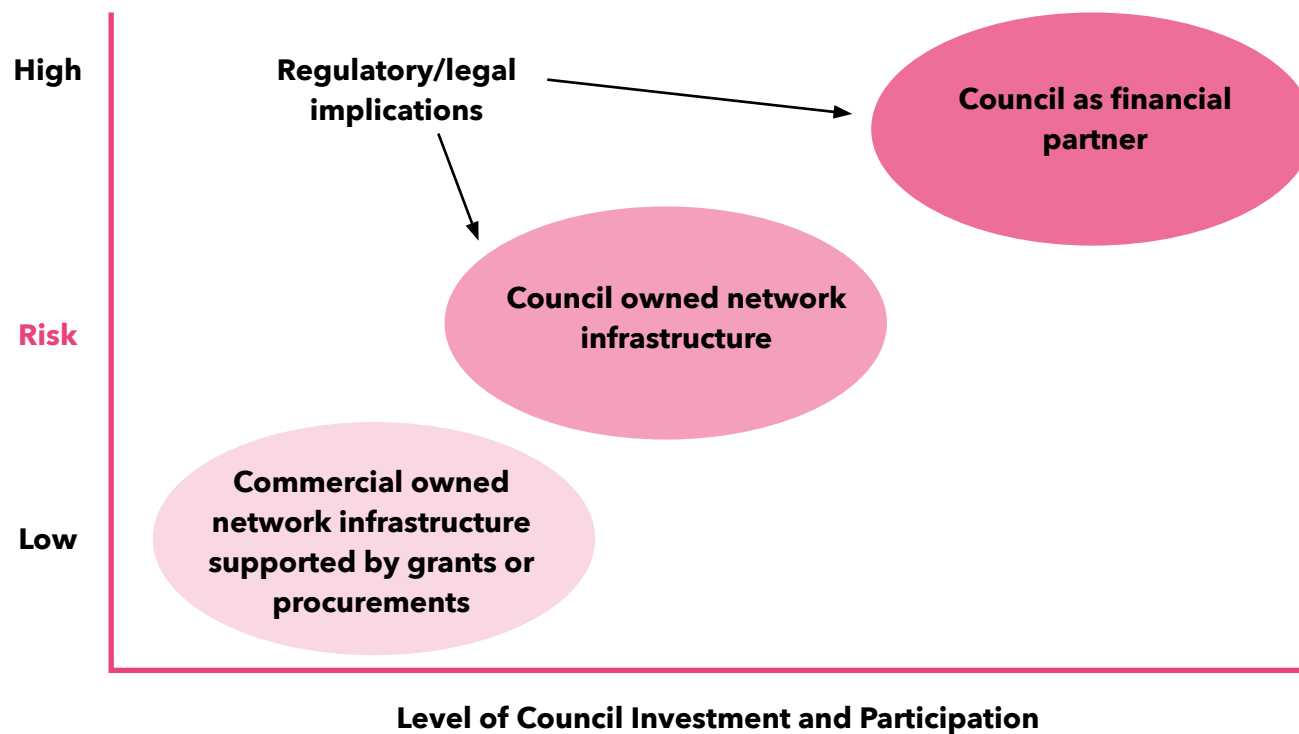 High
Regulatory/legal
implications
Council as financial
partner
Council owned network
infrastructure
Risk
Commercial owned
network infrastructure
supported by grants or
procurements
Low
Level of Council Investment and Participation